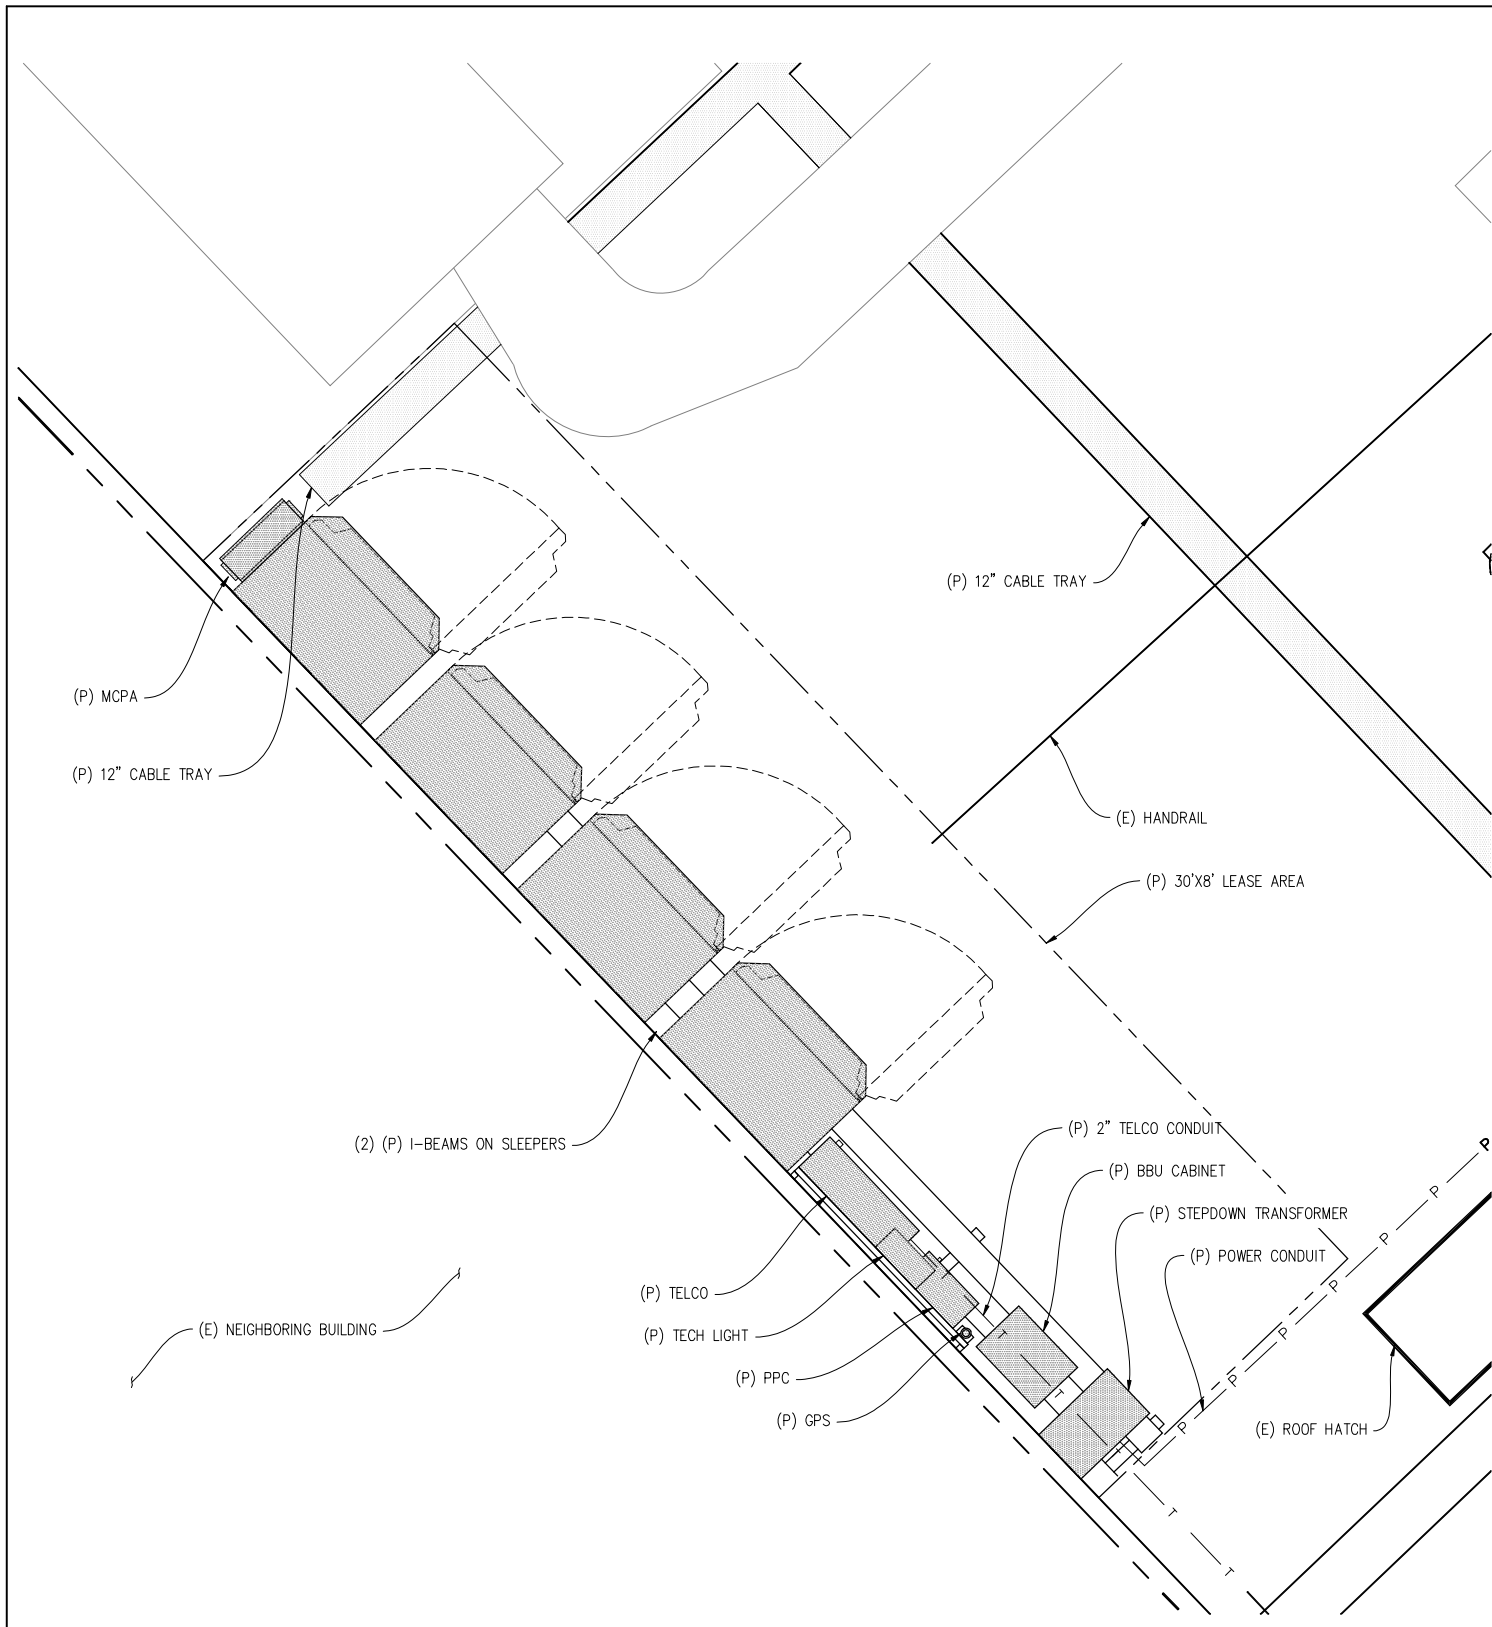 (P) 12" CABLE TRAY
(P) MCPA
(P) 12" CABLE TRAY
(E) HANDRAIL
(P) 30'X8' LEASE AREA
(2) (P) I-BEAMS ON SLEEPERS
(P) 2" TELCO CONDUIT
(P) BBU CABINET
(P) STEPDOWN TRANSFORMER
(P) POWER CONDUIT
(P) TELCO
(E) NEIGHBORING BUILDING
(P) TECH LIGHT
(P) PPC
(P) GPS
(E) ROOF HATCH
P
P
P
P
P
P
P
T
T
T
T